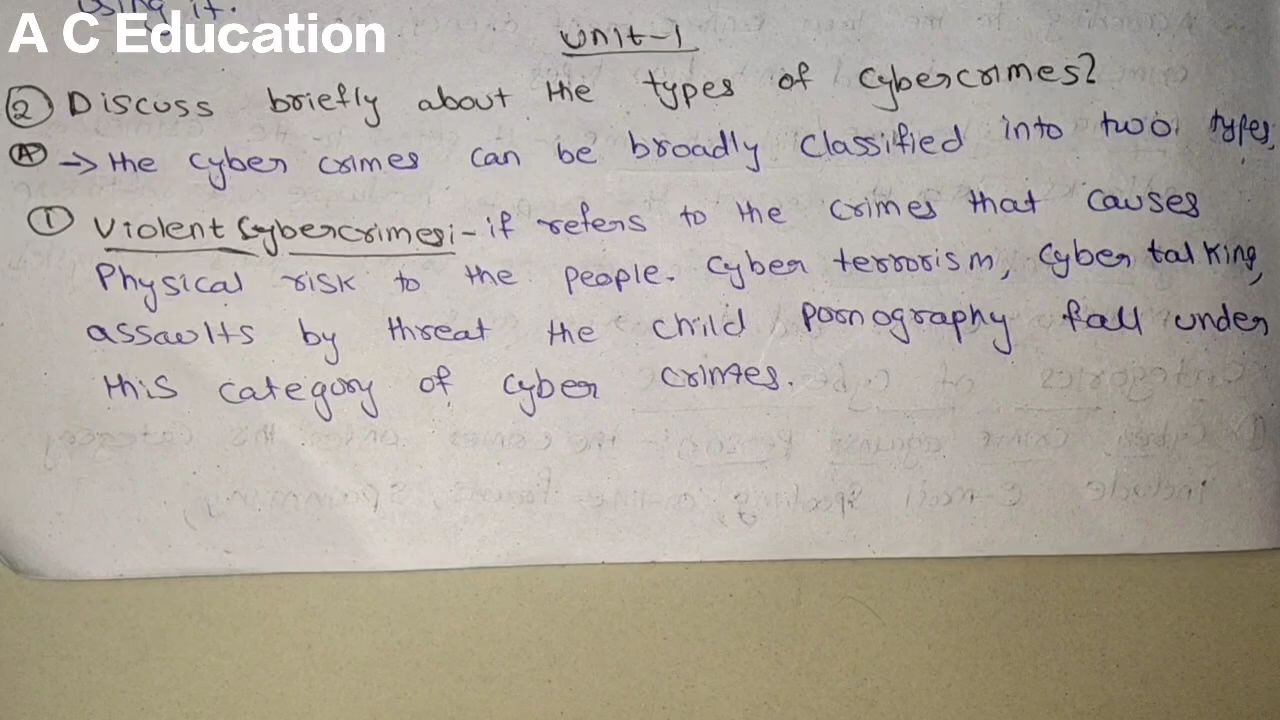 using it.
A C Education
Unit-1
② Discuss briefly about the types of cybercrimes?
Ⓐ → the cyber crimes can be broadly classified into two types,
① Violent Cybercrimes:- if refers to the crimes that causes
Physical risk to the people. Cyber terrorism, Cyber talking,
assaults by threat the child pornography fall under
this category of cyber crimes.